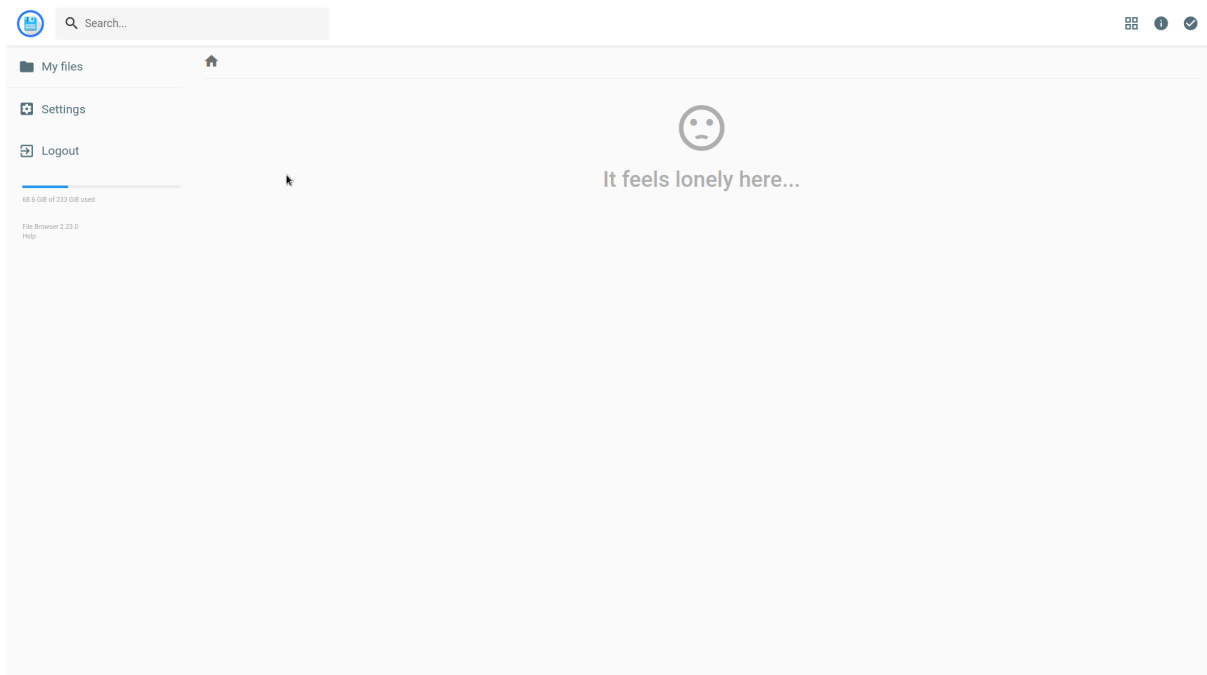 Search...
My files
Settings
Logout
68.6 GiB of 233 GiB used
File Browser 2.23.0
Help
It feels lonely here...